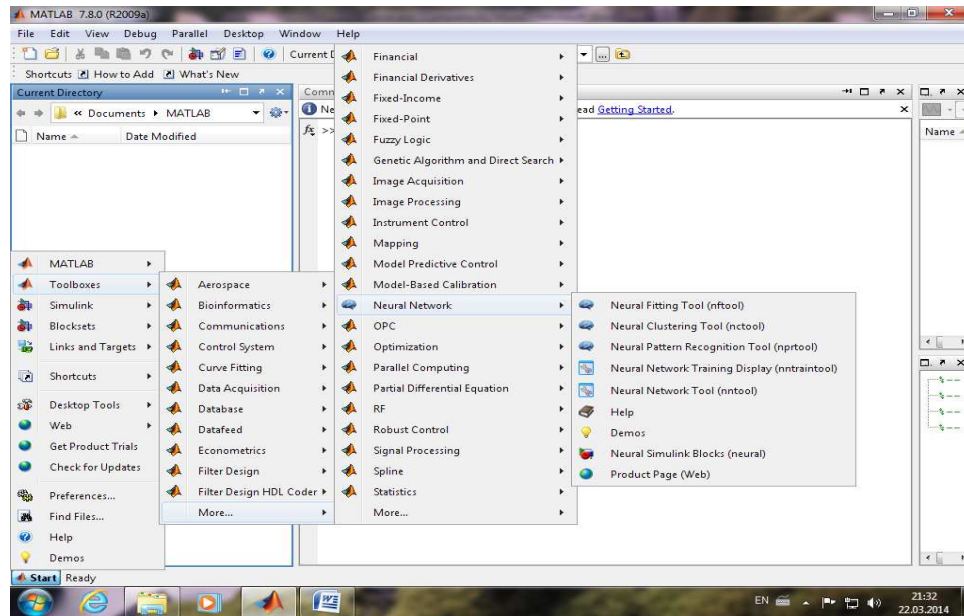 MATLAB 7.8.0 (R2009a)
File Edit View Debug Parallel Desktop Window Help
Current D
Shortcuts How to Add What's New
Current Directory
« Documents MATLAB
Name Date Modified
Comm
Ne
ead Getting Started.
fx >>
Name
MATLAB
Toolboxes
Simulink
Blocksets
Links and Targets
Shortcuts
Desktop Tools
Web
Get Product Trials
Check for Updates
Preferences...
Find Files...
Help
Demos
Aerospace
Bioinformatics
Communications
Control System
Curve Fitting
Data Acquisition
Database
Datafeed
Econometrics
Filter Design
Filter Design HDL Coder
More...
Financial
Financial Derivatives
Fixed-Income
Fixed-Point
Fuzzy Logic
Genetic Algorithm and Direct Search
Image Acquisition
Image Processing
Instrument Control
Mapping
Model Predictive Control
Model-Based Calibration
Neural Network
OPC
Optimization
Parallel Computing
Partial Differential Equation
RF
Robust Control
Signal Processing
Spline
Statistics
More...
Neural Fitting Tool (nftool)
Neural Clustering Tool (nctool)
Neural Pattern Recognition Tool (nprtool)
Neural Network Training Display (nntraintool)
Neural Network Tool (nntool)
Help
Demos
Neural Simulink Blocks (neural)
Product Page (Web)
%--
%--
%--
%--
Start Ready
EN
21:32
22.03.2014